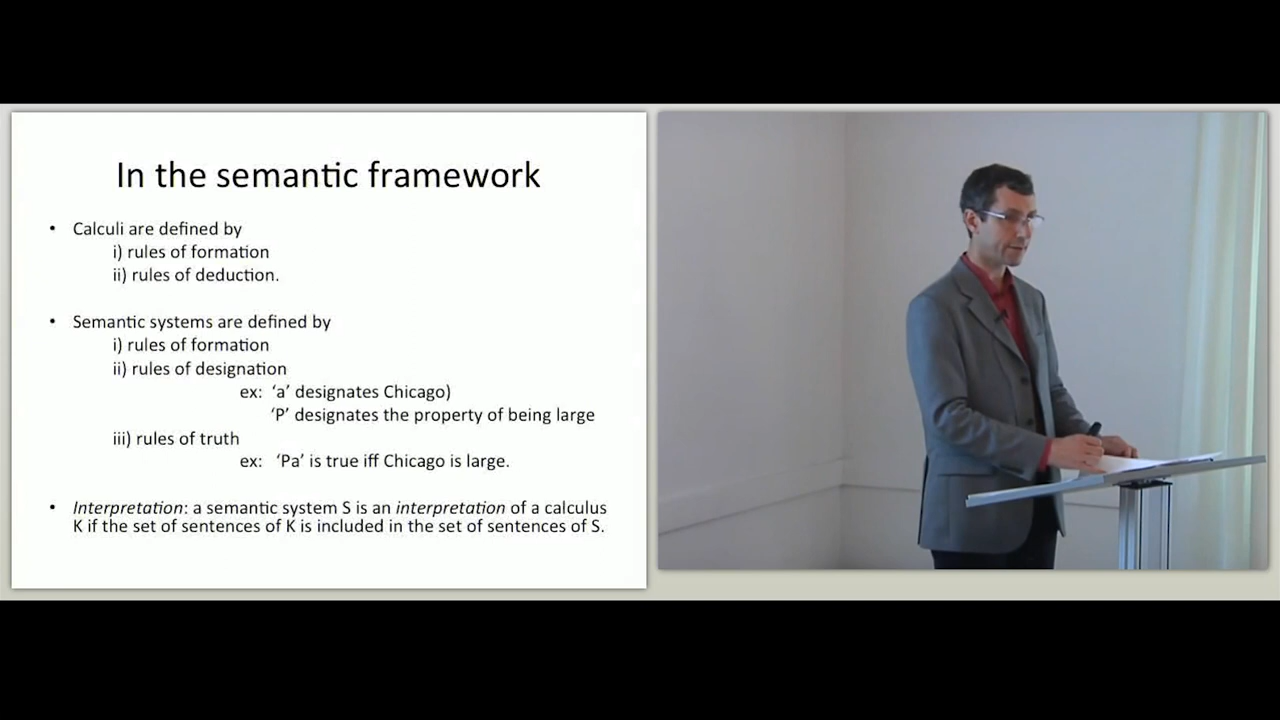 In the semantic framework
• Calculi are defined by
i) rules of formation
ii) rules of deduction.
• Semantic systems are defined by
i) rules of formation
ii) rules of designation
ex: ‘a’ designates Chicago)
‘P’ designates the property of being large
iii) rules of truth
ex: ‘Pa’ is true iff Chicago is large.
• Interpretation: a semantic system S is an interpretation of a calculus
K if the set of sentences of K is included in the set of sentences of S.